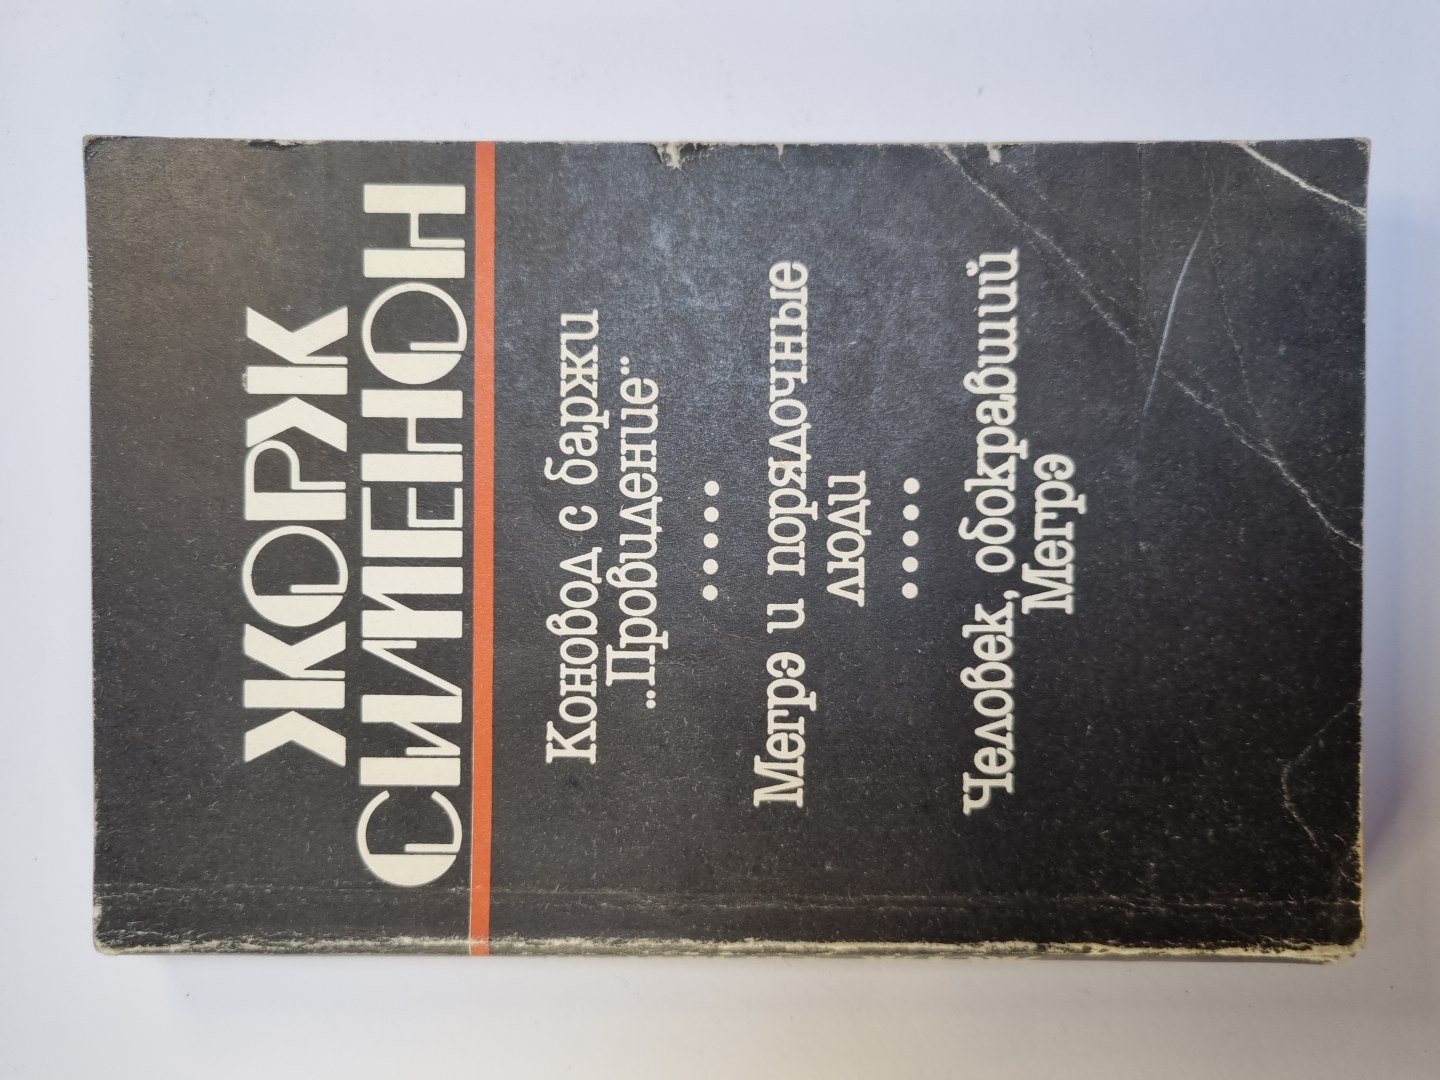 ЖОРЖ
СИМЕНОН
Коновод с баржи
„Провидение"
•••••
Мегрэ и порядочные
люди
•••••
Человек, обокравший
Мегрэ